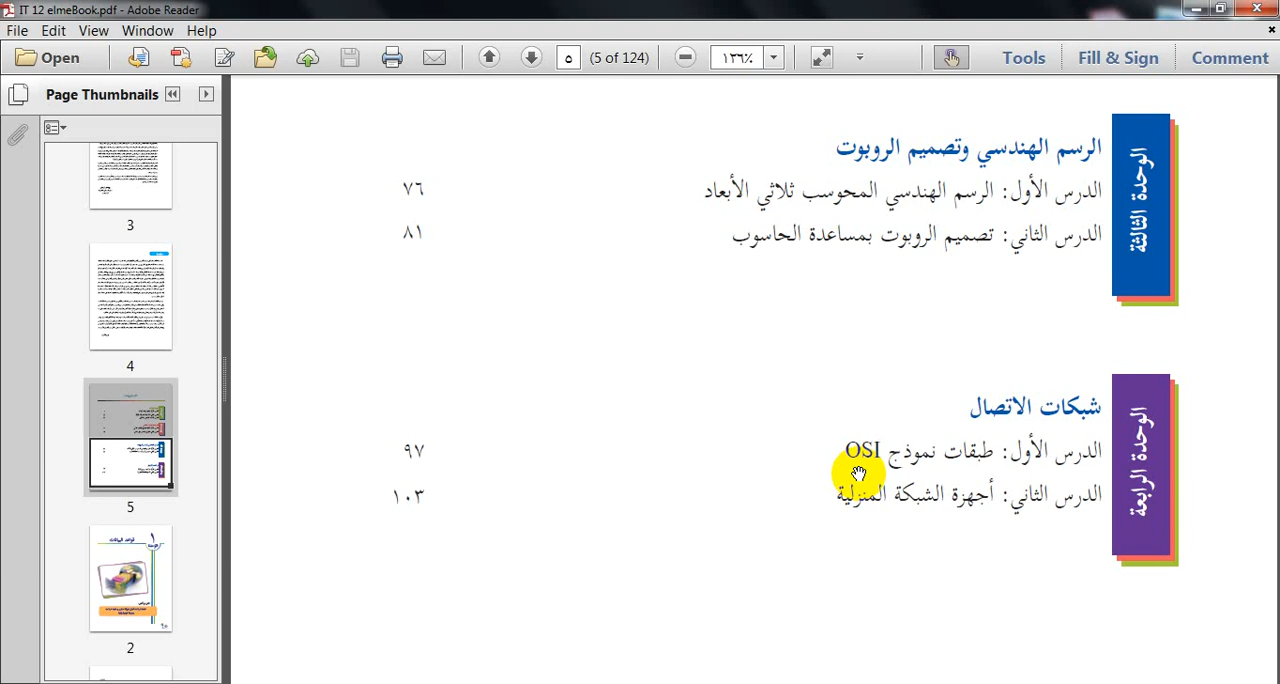 IT 12 elmeBook.pdf - Adobe Reader
File Edit View Window Help
Open ٥ (5 of 124) ١٣٦٪ Tools Fill & Sign Comment
Page Thumbnails
3
4
5
2
قواعد البيانات
الوحدة الثالثة
الرسم الهندسي وتصميم الروبوت
الدرس الأول: الرسم الهندسي المحوسب ثلاثي الأبعاد ٧٦
الدرس الثاني: تصميم الروبوت بمساعدة الحاسوب ٨١
الوحدة الرابعة
شبكات الاتصال
الدرس الأول: طبقات نموذج OSI ٩٧
الدرس الثاني: أجهزة الشبكة المنزلية ١٠٣